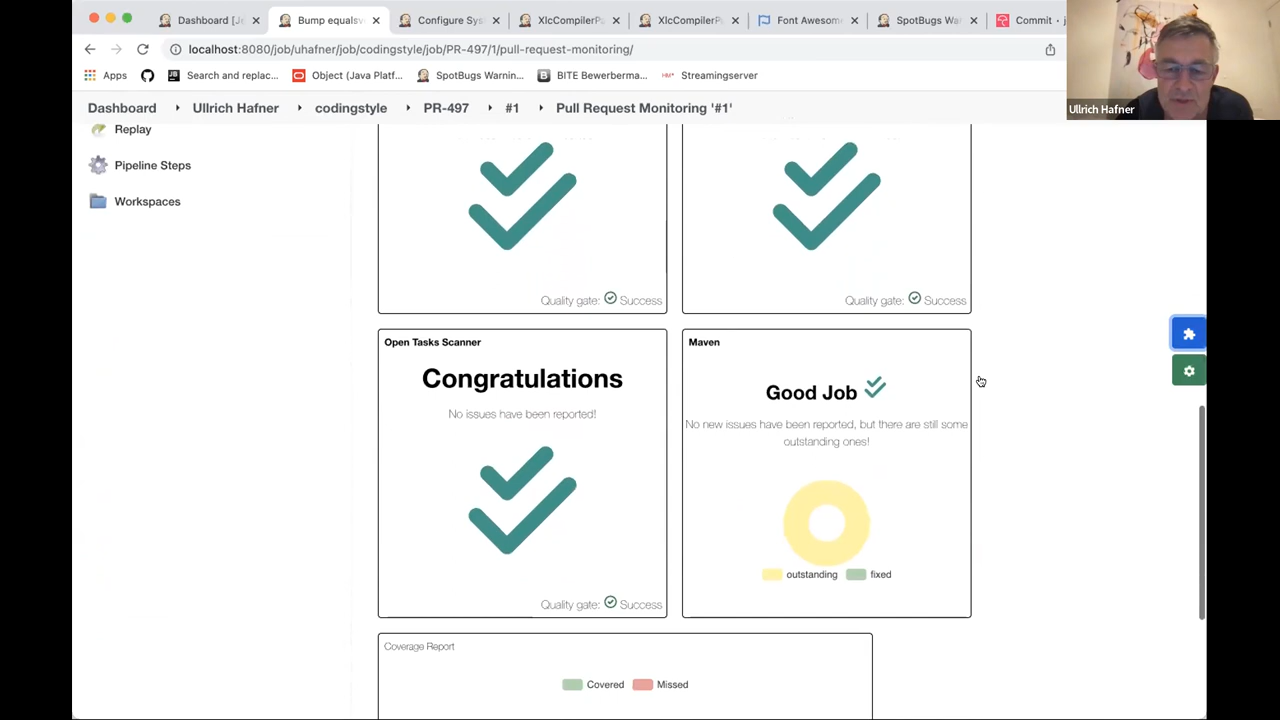 Dashboard [Je
Bump equalsv
Configure Sys
XlcCompilerPa
XlcCompilerPa
Font Awesom
SpotBugs War
Commit · j
localhost:8080/job/uhafner/job/codingstyle/job/PR-497/1/pull-request-monitoring/
Apps
Search and replac...
Object (Java Platf...
SpotBugs Warnin...
BITE Bewerberma...
Streamingserver
Ullrich Hafner
Dashboard
Ullrich Hafner
codingstyle
PR-497
#1
Pull Request Monitoring '#1'
Replay
Pipeline Steps
Workspaces
Quality gate: Success
Quality gate: Success
Open Tasks Scanner
Congratulations
No issues have been reported!
Quality gate: Success
Maven
Good Job
No new issues have been reported, but there are still some
outstanding ones!
outstanding fixed
Coverage Report
Covered Missed